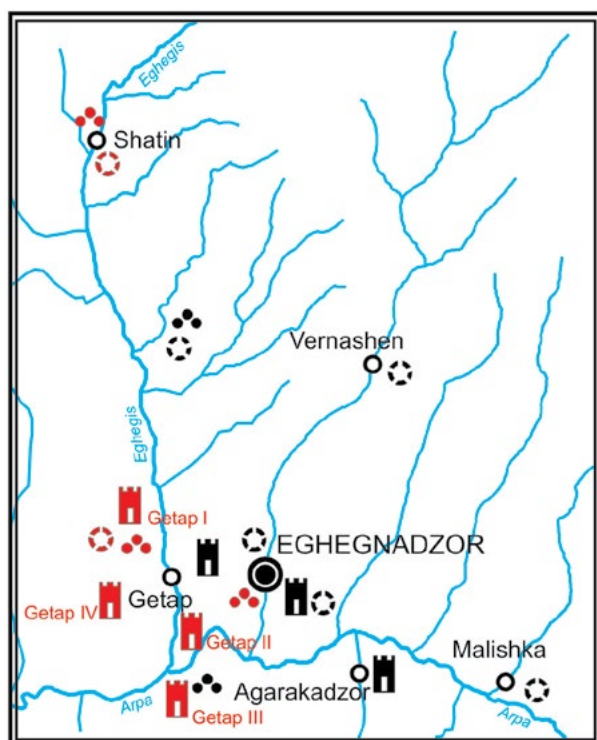 Eghegis
Shatin
Vernashen
Eghegis
Getap I
EGHEGNADZOR
Getap IV
Getap
Getap II
Malishka
Agarakadzor
Arpa
Getap III
Arpa